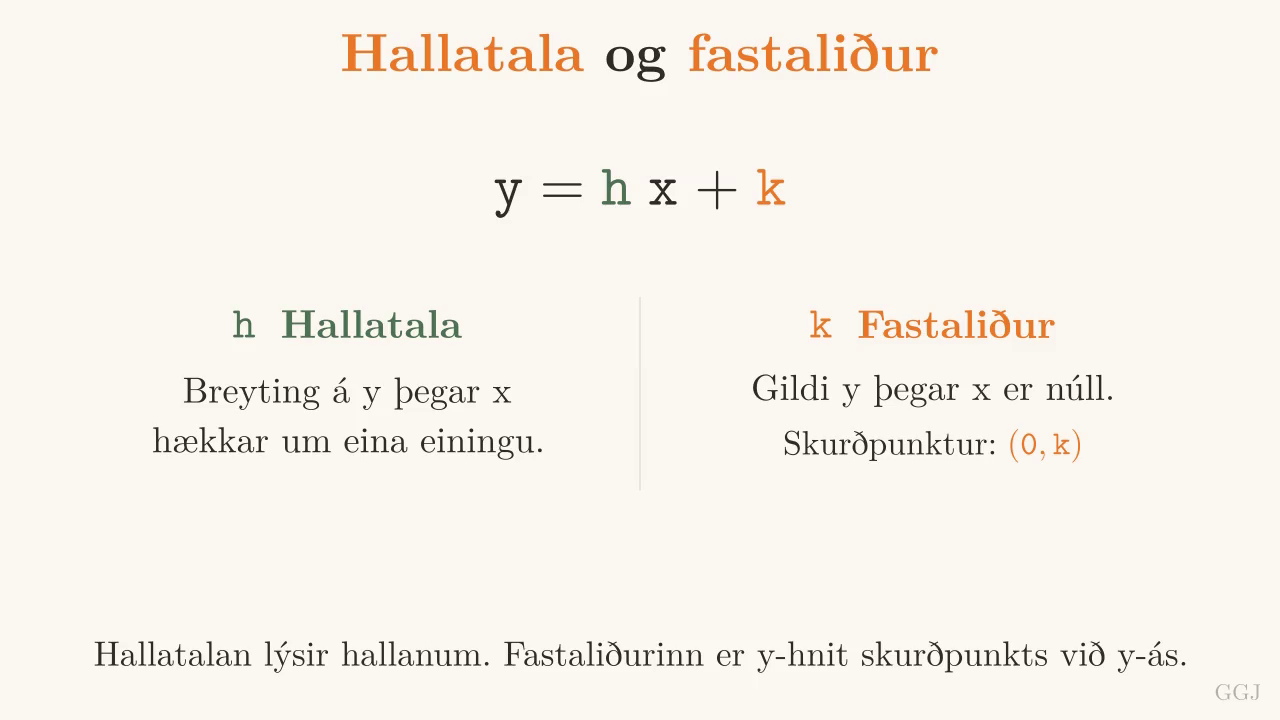 Hallatala og fastaliður
y = h x + k
h Hallatala
Breyting á y þegar x
hækkar um eina einingu.
k Fastaliður
Gildi y þegar x er núll.
Skurðpunktur: (0, k)
Hallatalan lýsir hallanum. Fastaliðurinn er y-hnit skurðpunkts við y-ás.
GGJ